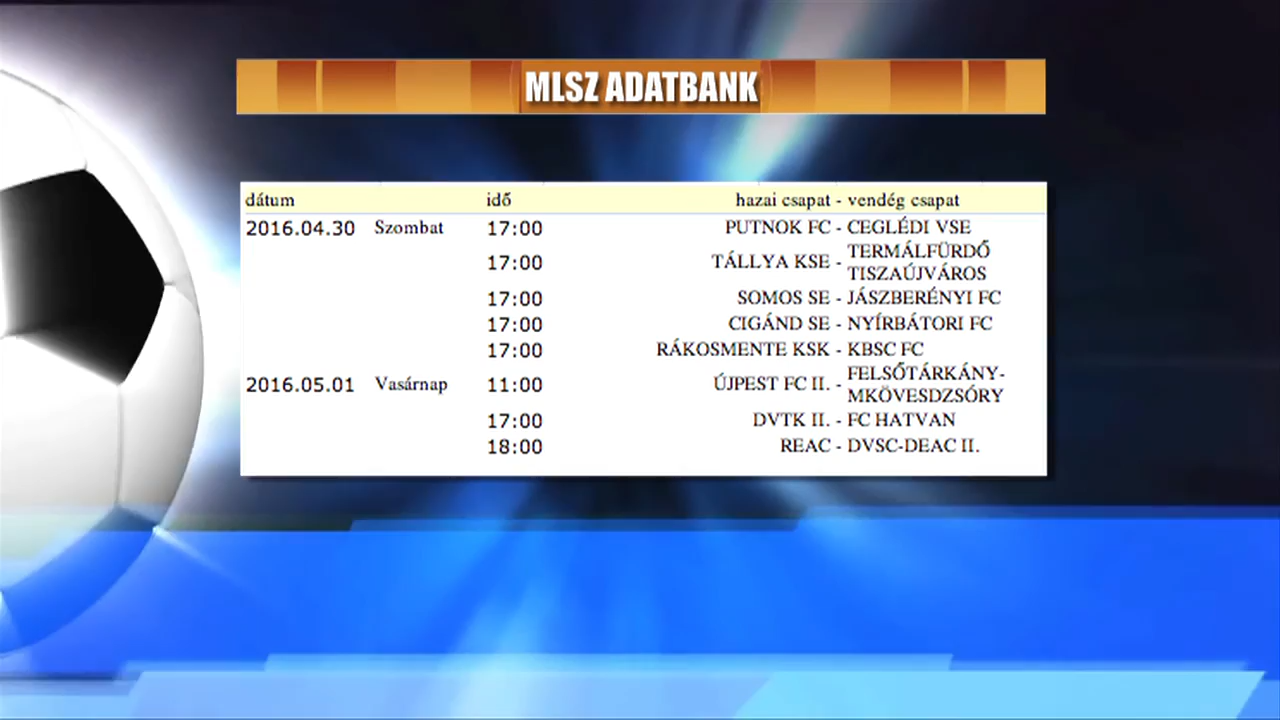 MLSZ ADATBANK
dátum idő hazai csapat - vendég csapat
2016.04.30 Szombat 17:00 PUTNOK FC - CEGLÉDI VSE
17:00 TÁLLYA KSE - TERMÁLFÜRDŐ
TISZAÚJVÁROS
17:00 SOMOS SE - JÁSZBERÉNYI FC
17:00 CIGÁND SE - NYÍRBÁTORI FC
17:00 RÁKOSMENTE KSK - KBSC FC
2016.05.01 Vasárnap 11:00 ÚJPEST FC II. - FELSŐTÁRKÁNY-
MKÖVESDZSÓRY
17:00 DVTK II. - FC HATVAN
18:00 REAC - DVSC-DEAC II.